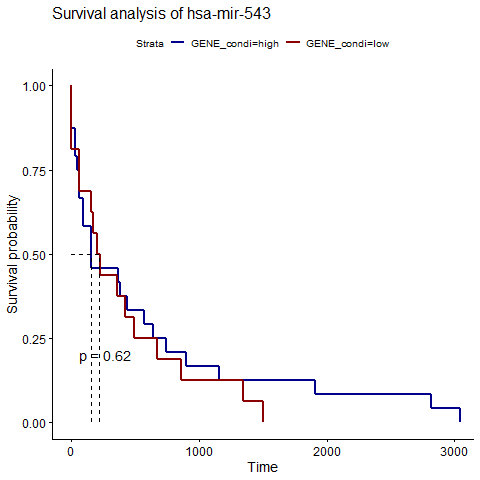 Survival analysis of hsa-mir-543
Strata GENE_condi=high GENE_condi=low
1.00
0.75
0.50
0.25
0.00
Survival probability
p = 0.62
0 1000 2000 3000
Time